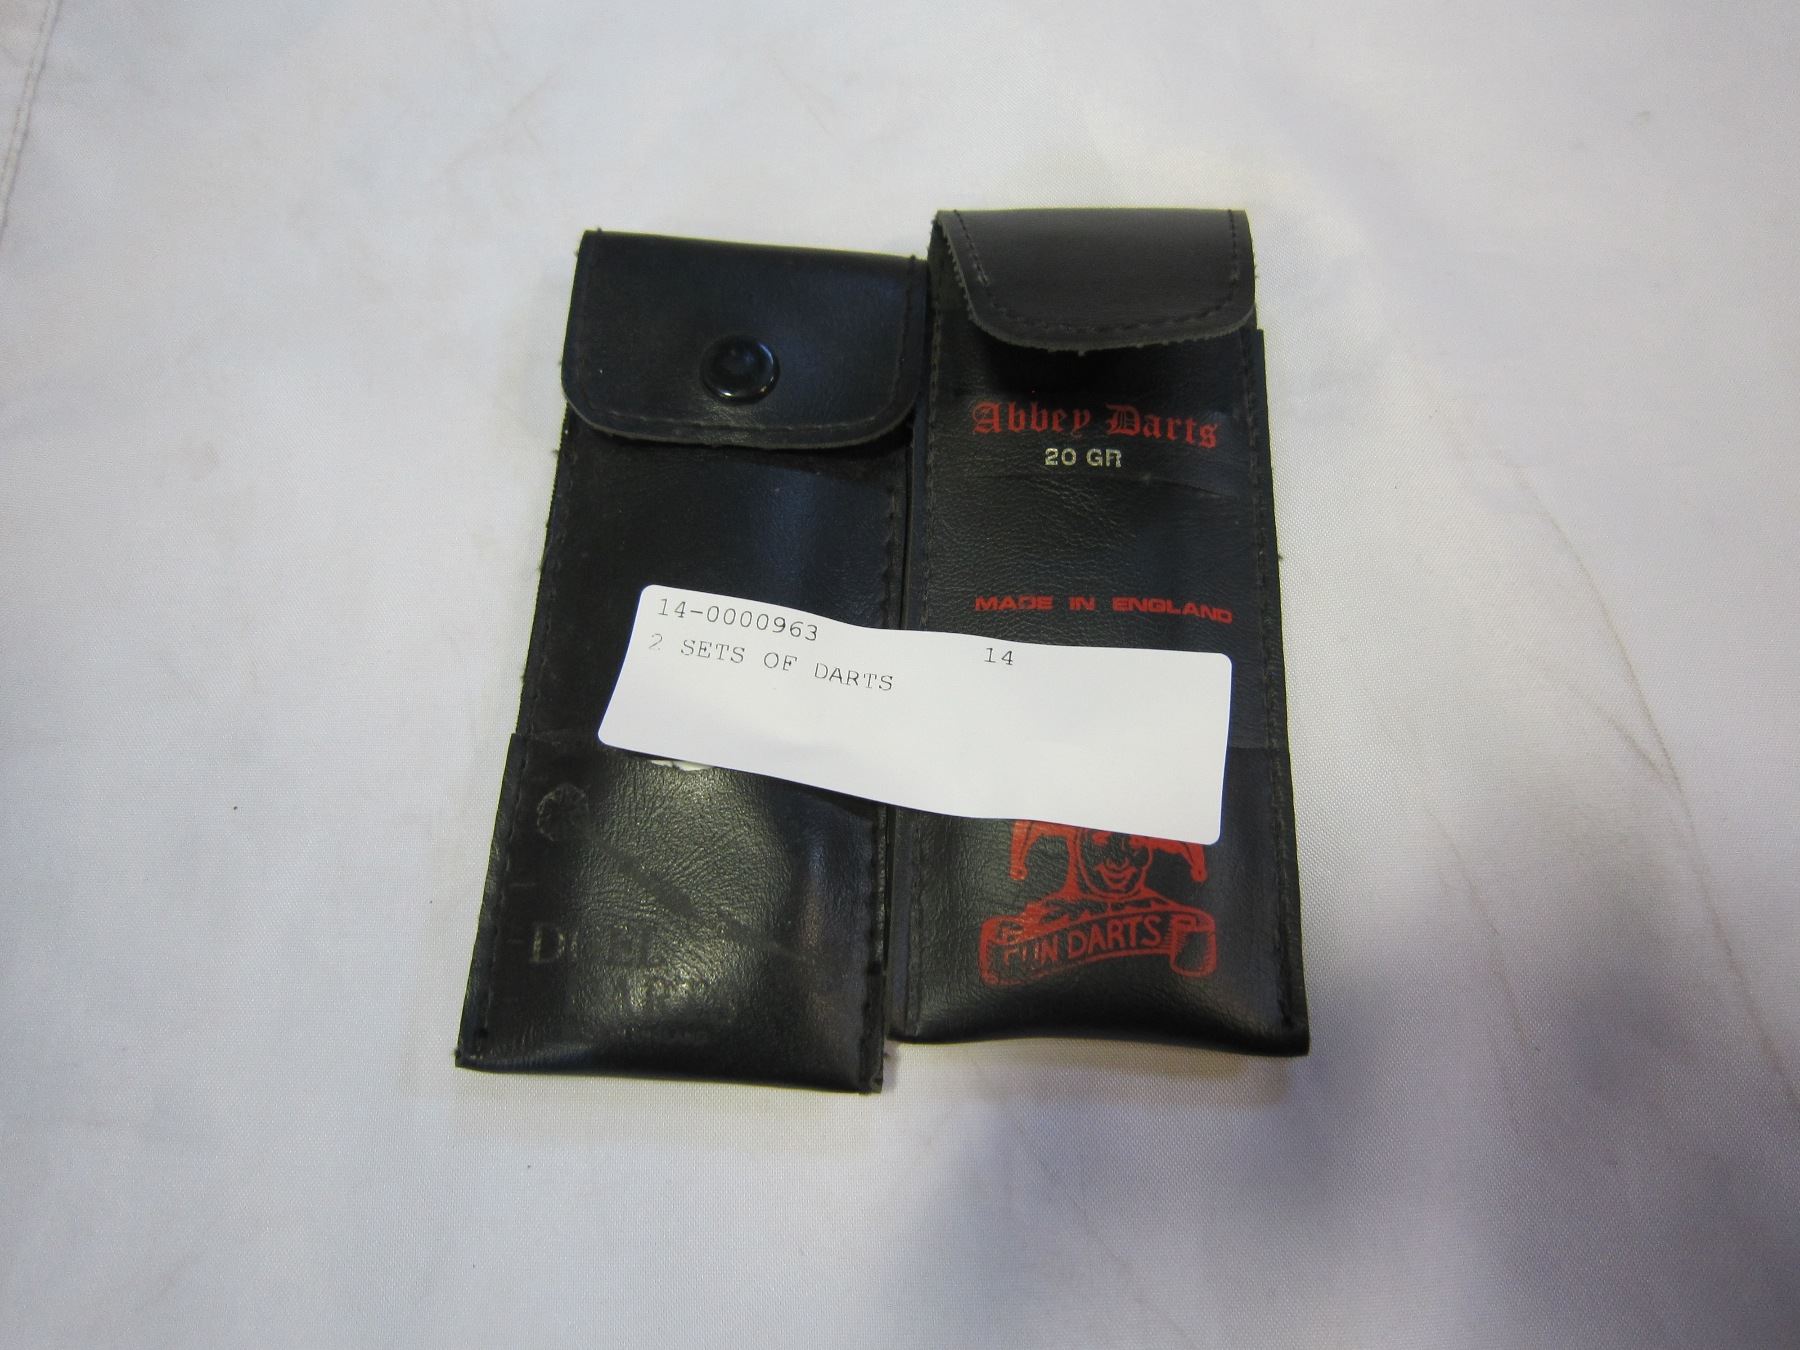 Abbey Darts
20 GR
MADE IN ENGLAND
14-0000963
14
2 SETS OF DARTS
FUN DARTS